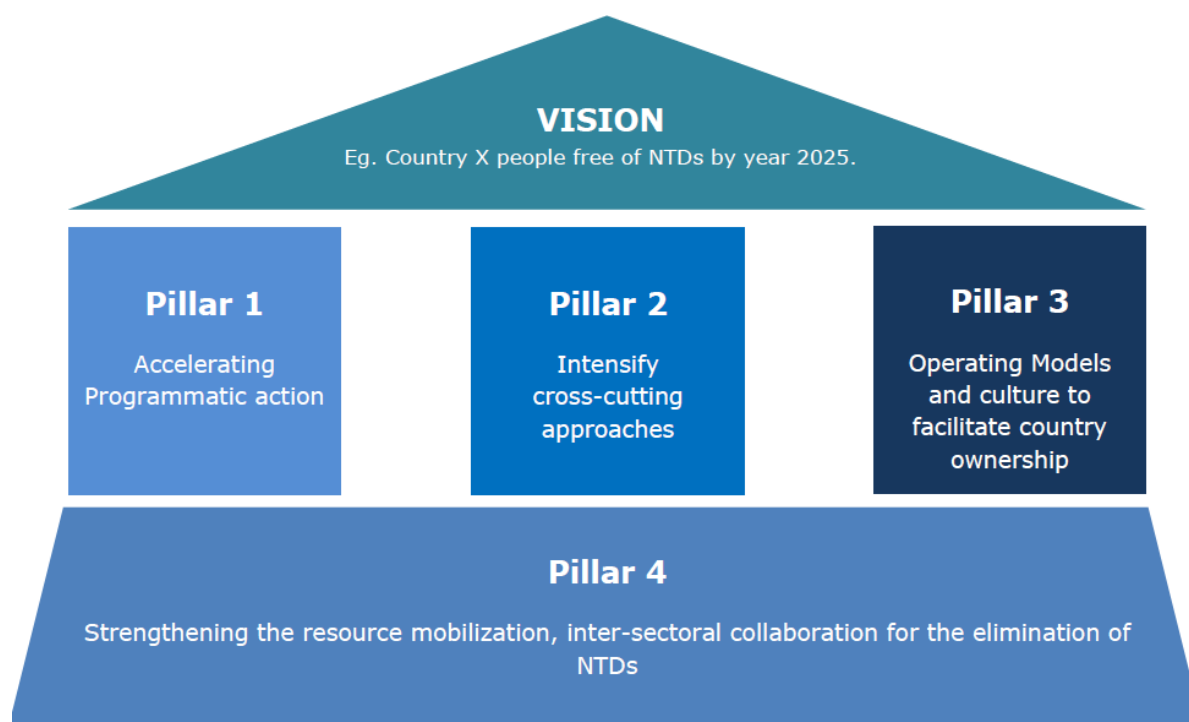 VISION
Eg. Country X people free of NTDs by year 2025.
Pillar 1
Accelerating
Programmatic action
Pillar 2
Intensify
cross-cutting
approaches
Pillar 3
Operating Models
and culture to
facilitate country
ownership
Pillar 4
Strengthening the resource mobilization, inter-sectoral collaboration for the elimination of
NTDs